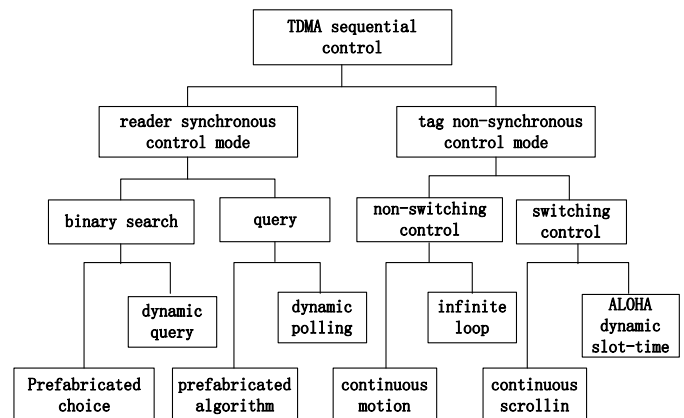 TDMA sequential
control
reader synchronous
control mode
tag non-synchronous
control mode
binary search
query
non-switching
control
switching
control
dynamic
query
dynamic
polling
infinite
loop
ALOHA
dynamic
slot-time
Prefabricated
choice
prefabricated
algorithm
continuous
motion
continuous
scrollin